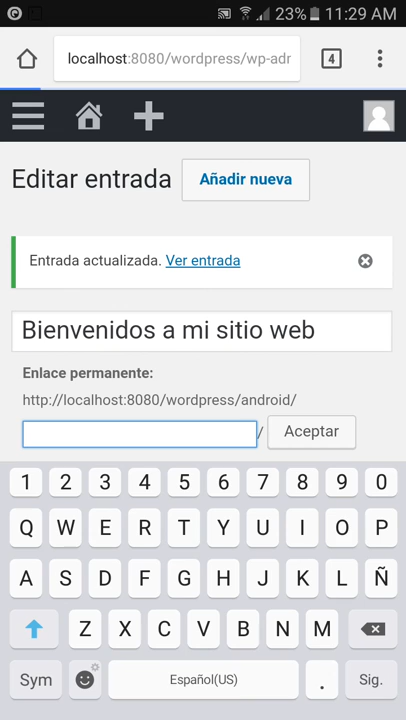 23% 11:29 AM
localhost:8080/wordpress/wp-adr
4
Editar entrada
Añadir nueva
Entrada actualizada. Ver entrada
Bienvenidos a mi sitio web
Enlace permanente:
http://localhost:8080/wordpress/android/
/ Aceptar
1 2 3 4 5 6 7 8 9 0
Q W E R T Y U I O P
A S D F G H J K L Ñ
Z X C V B N M
Sym Español(US) . Sig.